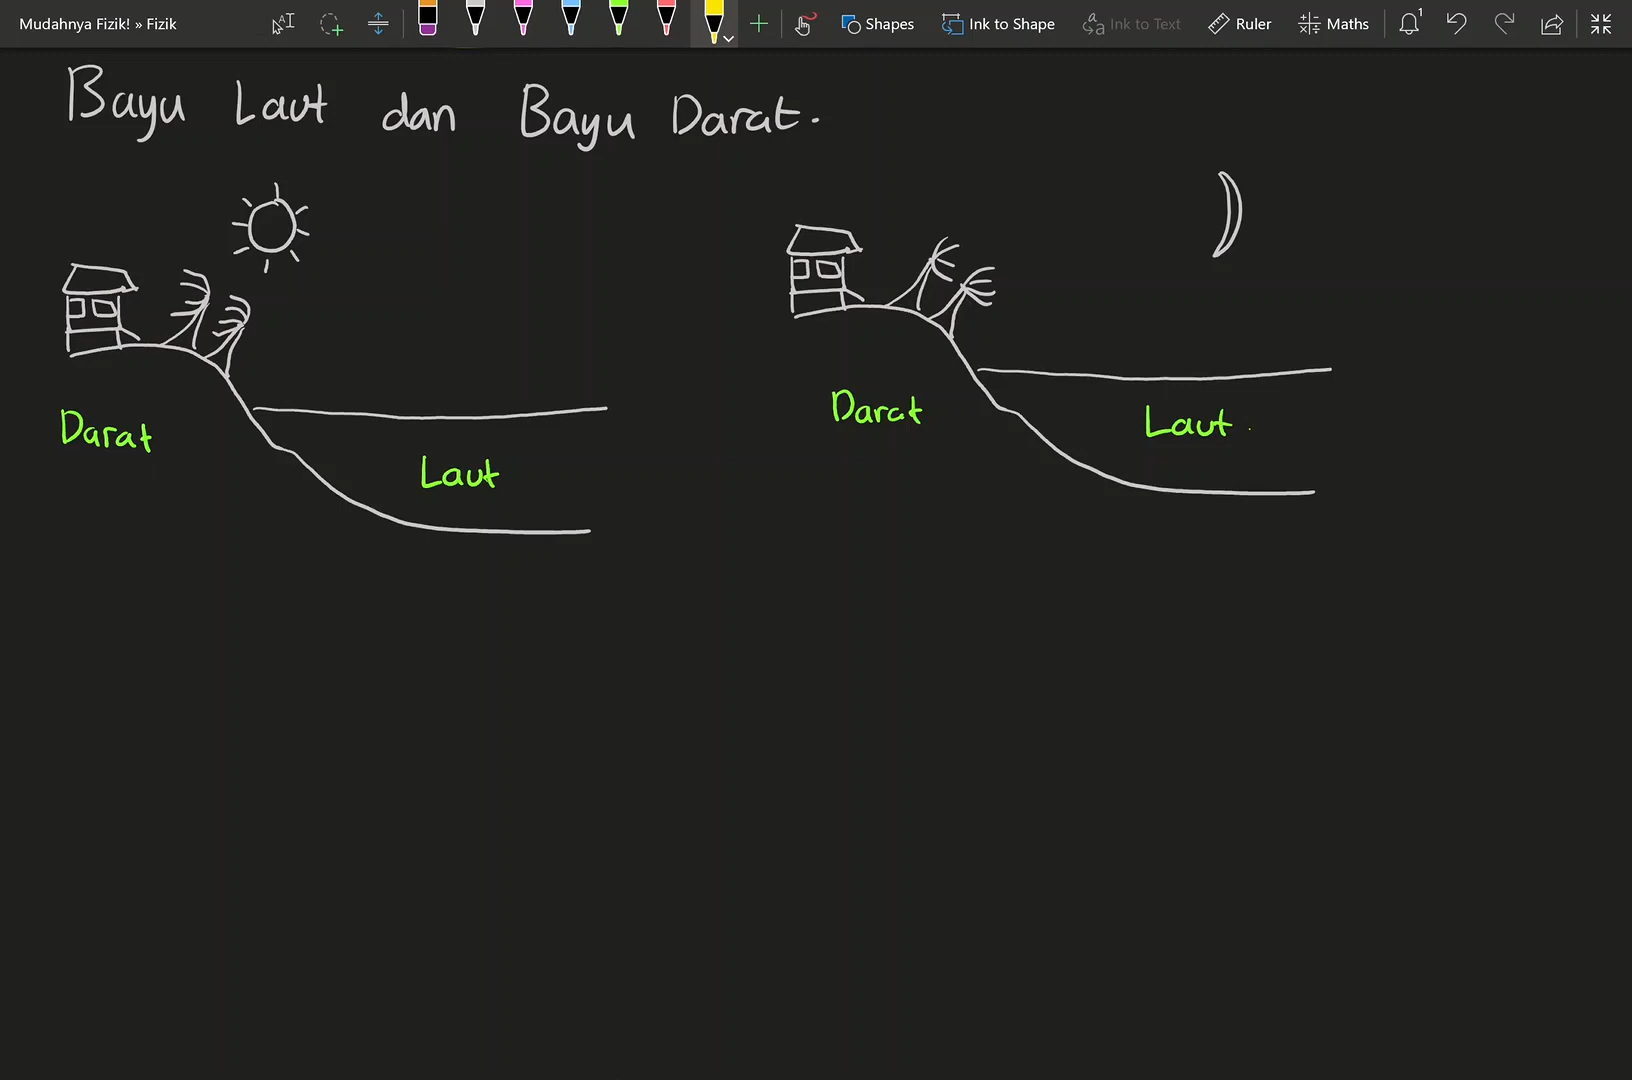 Mudahnya Fizik! » Fizik
Shapes
Ink to Shape
Ink to Text
Ruler
Maths
1
Bayu Laut dan Bayu Darat.
Darat
Laut
Darat
Laut